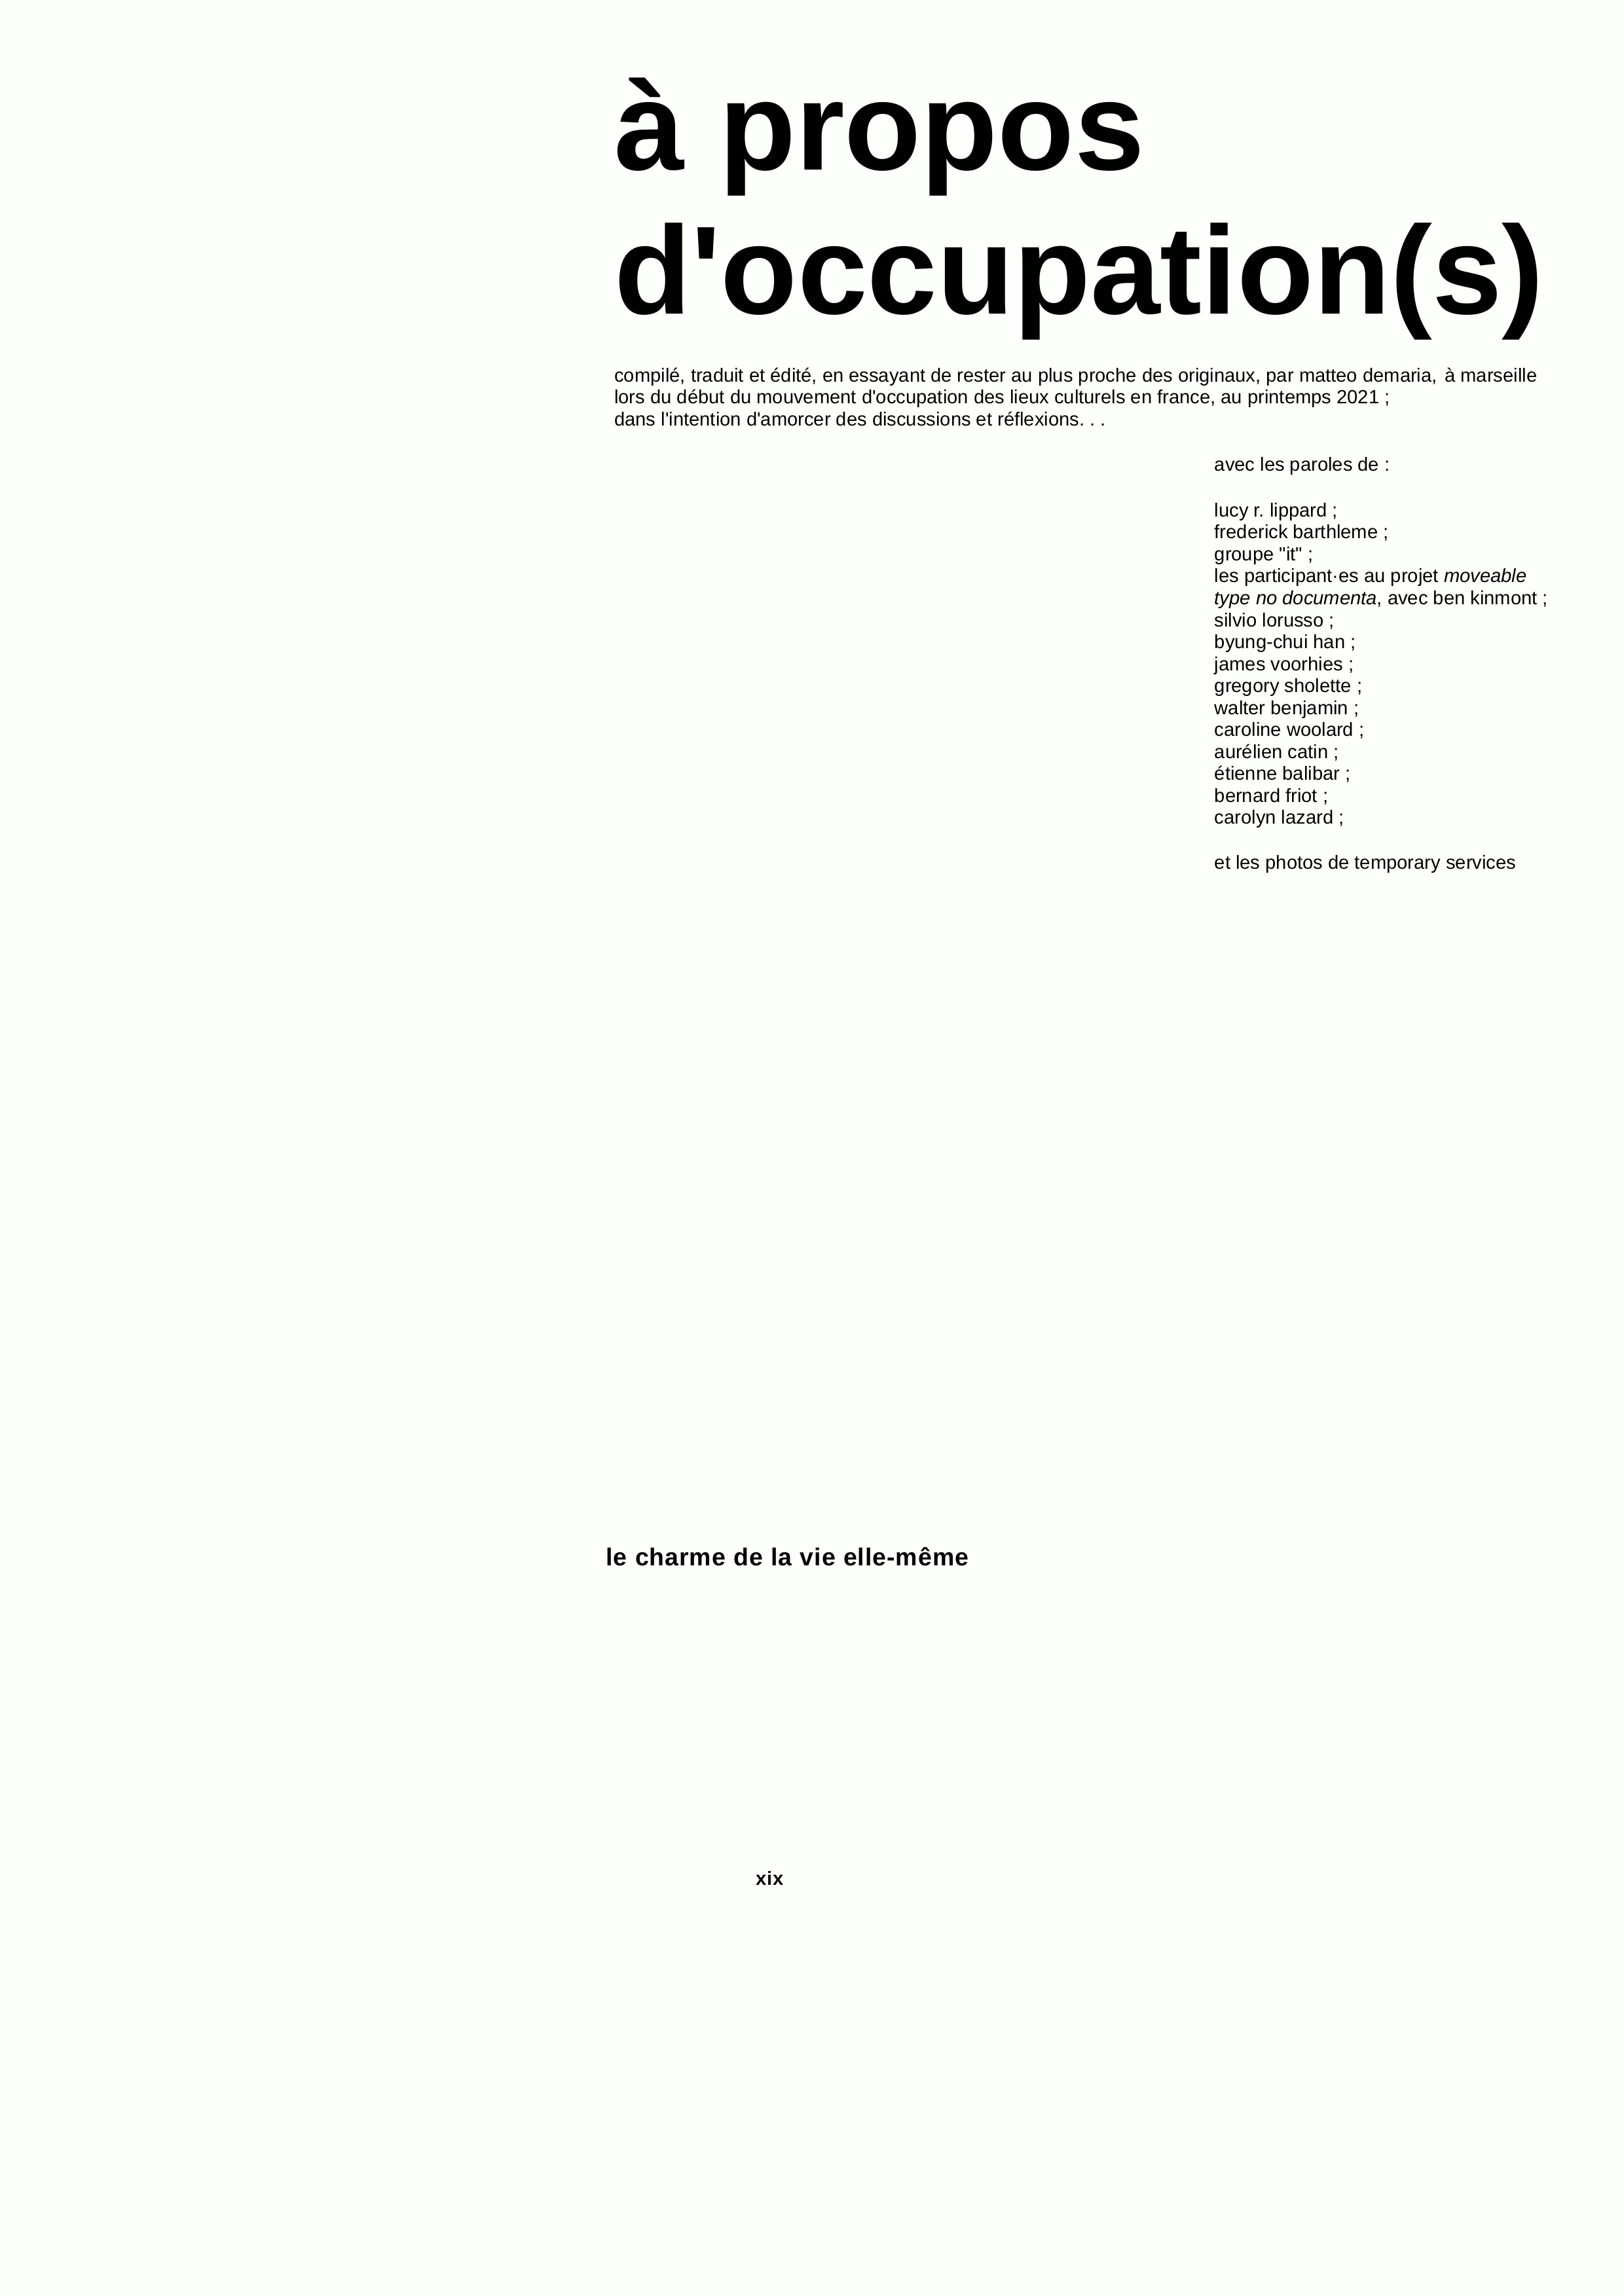 à propos
d'occupation(s)
compilé, traduit et édité, en essayant de rester au plus proche des originaux, par matteo demaria, à marseille
lors du début du mouvement d'occupation des lieux culturels en france, au printemps 2021 ;
dans l'intention d'amorcer des discussions et réflexions. . .
avec les paroles de :
lucy r. lippard ;
frederick barthleme ;
groupe "it" ;
les participant·es au projet moveable
type no documenta, avec ben kinmont ;
silvio lorusso ;
byung-chui han ;
james voorhies ;
gregory sholette ;
walter benjamin ;
caroline woolard ;
aurélien catin ;
étienne balibar ;
bernard friot ;
carolyn lazard ;
et les photos de temporary services
le charme de la vie elle-même
xix